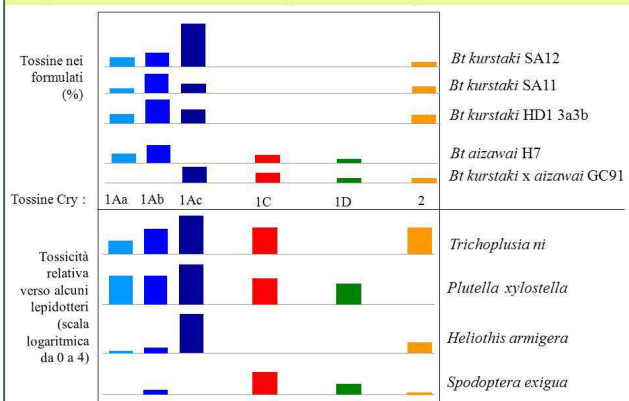 Tossine nei
formulati
(%)
Bt kurstaki SA12
Bt kurstaki SA11
Bt kurstaki HD1 3a3b
Bt aizawai H7
Bt kurstaki x aizawai GC91
Tossine Cry : 1Aa 1Ab 1Ac 1C 1D 2
Tossicità
relativa
verso alcuni
lepidotteri
(scala
logaritmica
da 0 a 4)
Trichoplusia ni
Plutella xylostella
Heliothis armigera
Spodoptera exigua